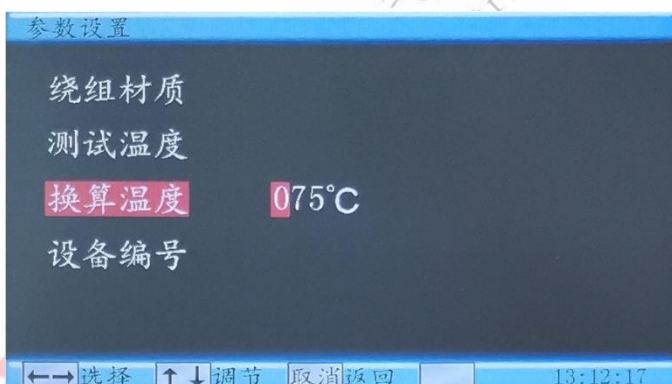 参数设置
绕组材质
测试温度
换算温度 075℃
设备编号
←→选择 ↑↓调节 取消返回 13:12:17